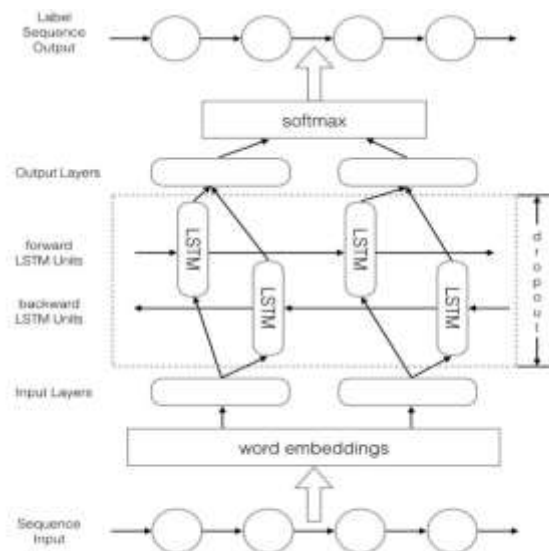 Label
Sequence
Output
softmax
Output Layers
forward
LSTM Units
LSTM
LSTM
backward
LSTM Units
LSTM
LSTM
dropout
Input Layers
word embeddings
Sequence
Input